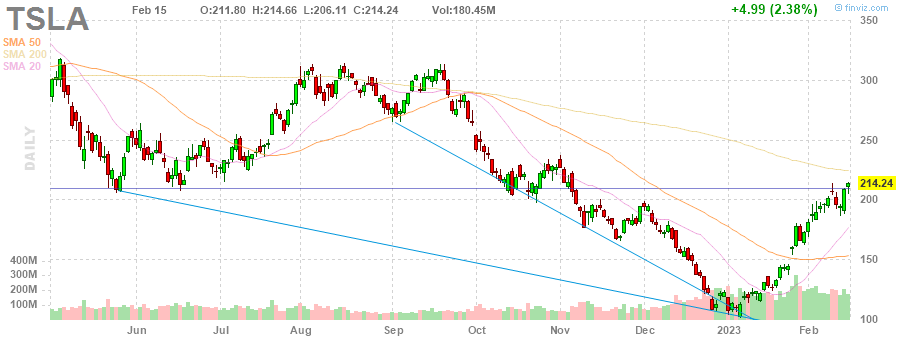 TSLA
Feb 15 O:211.80 H:214.66 L:206.11 C:214.24 Vol:180.45M +4.99 (2.38%)
@ finviz.com
SMA 50
SMA 200
SMA 20
DAILY
350
300
250
214.24
200
150
100
400M
300M
200M
100M
Jun Jul Aug Sep Oct Nov Dec 2023 Feb